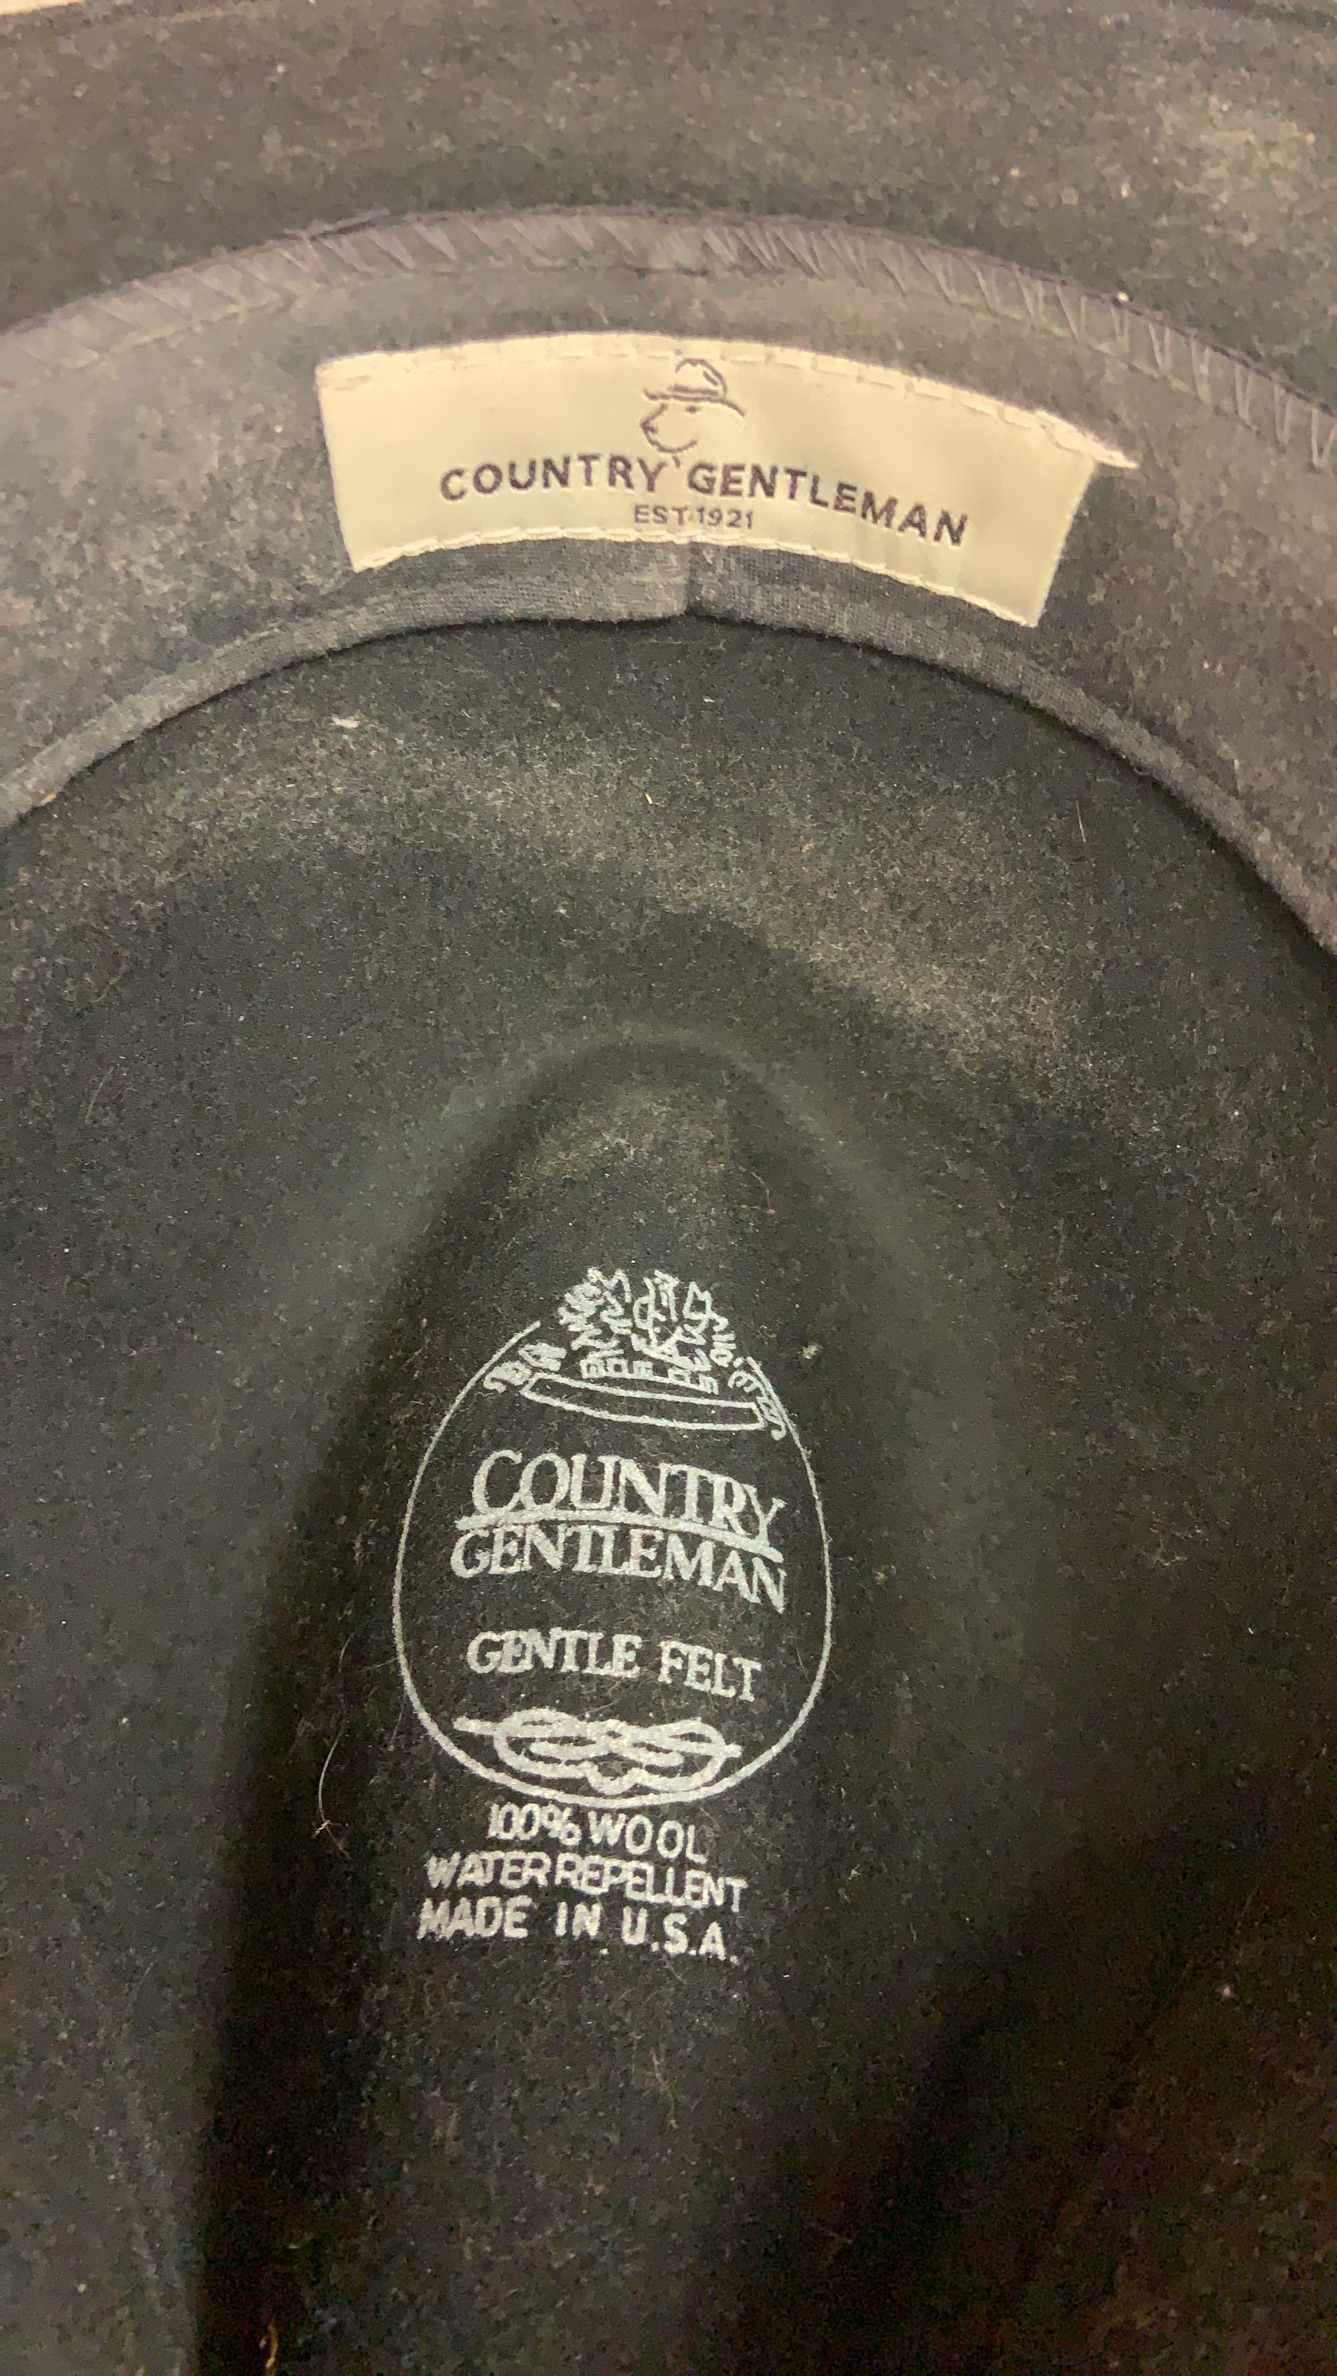 COUNTRY GENTLEMAN
EST 1921
COUNTRY
GENTLEMAN
GENTLE FELT
100% WOOL
WATER REPELLENT
MADE IN U.S.A.